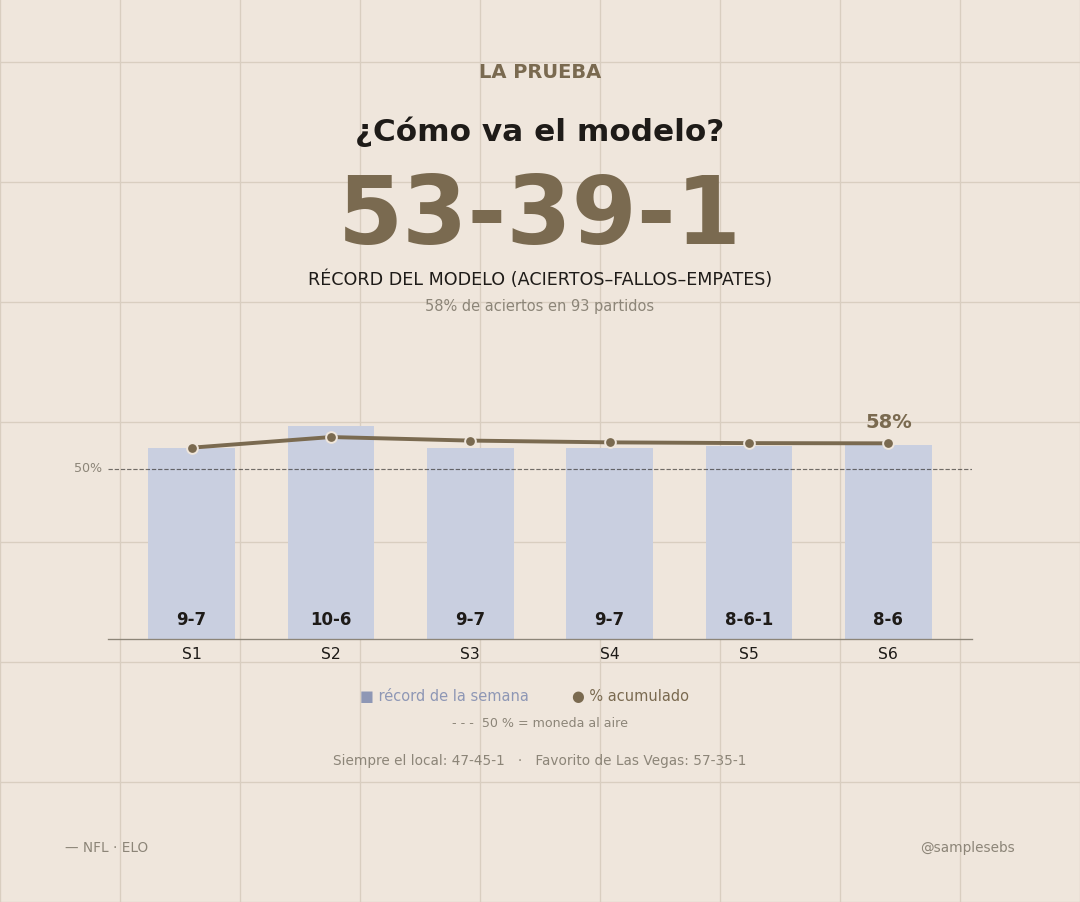 LA PRUEBA
¿Cómo va el modelo?
53-39-1
RÉCORD DEL MODELO (ACIERTOS–FALLOS–EMPATES)
58% de aciertos en 93 partidos
58%
50%
9-7 10-6 9-7 9-7 8-6-1 8-6
S1 S2 S3 S4 S5 S6
■ récord de la semana ● % acumulado
- - - 50 % = moneda al aire
Siempre el local: 47-45-1 · Favorito de Las Vegas: 57-35-1
— NFL · ELO @samplesebs